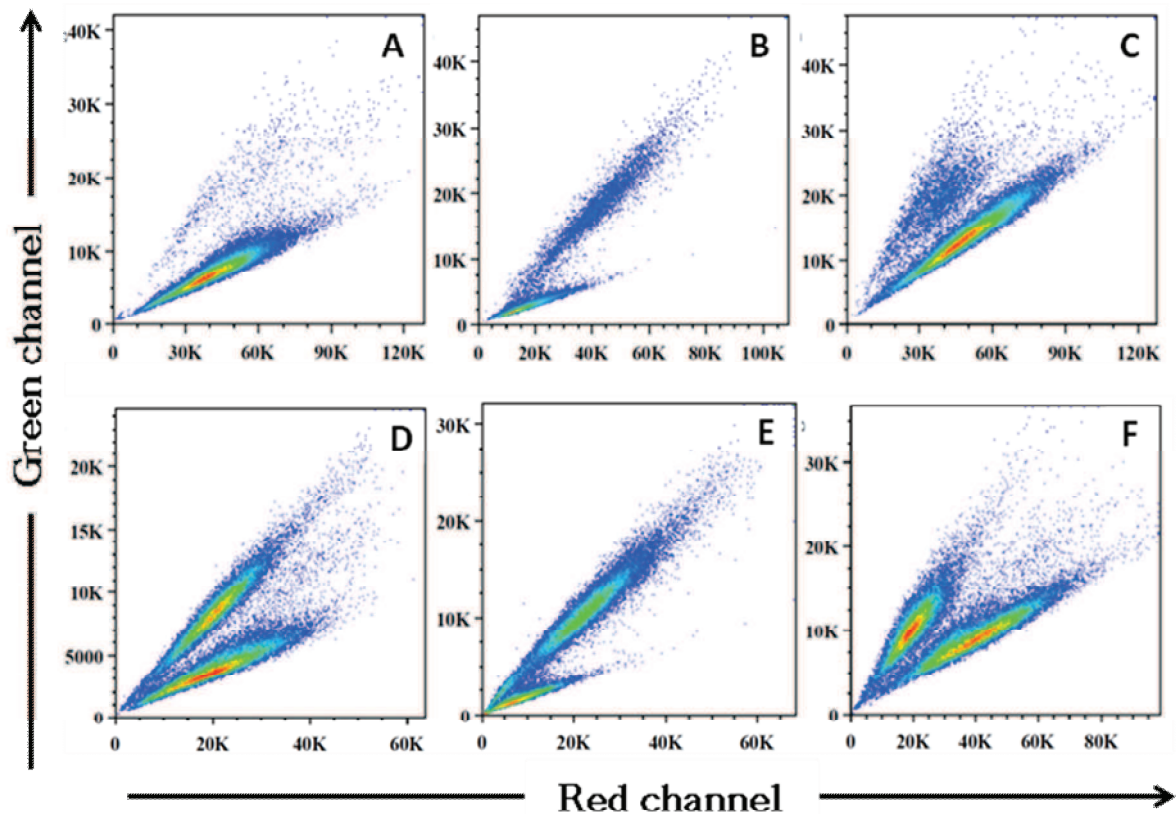 A
40K
30K
20K
10K
0
0 30K 60K 90K 120K
B
40K
30K
20K
10K
0
0 20K 40K 60K 80K 100K
C
40K
30K
20K
10K
0
0 30K 60K 90K 120K
D
20K
15K
10K
5000
0
0 20K 40K 60K
E
30K
20K
10K
0
0 20K 40K 60K
F
30K
20K
10K
0
0 20K 40K 60K 80K
Green channel
Red channel